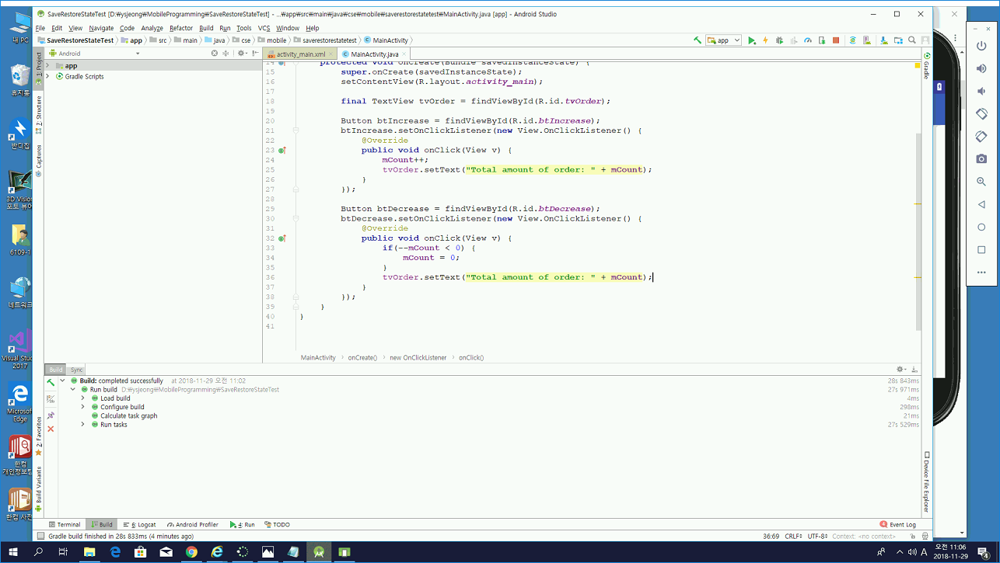 SaveRestoreStateTest [D:₩ysjeong₩MobileProgramming₩SaveRestoreStateTest] - ...₩app₩src₩main₩java₩cse₩mobile₩saverestorestatetest₩MainActivity.java [app] - Android Studio
File Edit View Navigate Code Analyze Refactor Build Run Tools VCS Window Help
SaveRestoreStateTest app src main java cse mobile saverestorestatetest MainActivity
app
Android
activity_main.xml
MainActivity.java
1: Project
7: Structure
Captures
2: Favorites
Build Variants
Gradle
Device File Explorer
app
Gradle Scripts
14 protected void onCreate(Bundle savedInstanceState) {
15 super.onCreate(savedInstanceState);
16 setContentView(R.layout.activity_main);
17
18 final TextView tvOrder = findViewById(R.id.tvOrder);
19
20 Button btIncrease = findViewById(R.id.btIncrease);
21 btIncrease.setOnClickListener(new View.OnClickListener() {
22 @Override
23 public void onClick(View v) {
24 mCount++;
25 tvOrder.setText("Total amount of order: " + mCount);
26 }
27 });
28
29 Button btDecrease = findViewById(R.id.btDecrease);
30 btDecrease.setOnClickListener(new View.OnClickListener() {
31 @Override
32 public void onClick(View v) {
33 if(--mCount < 0) {
34 mCount = 0;
35 }
36 tvOrder.setText("Total amount of order: " + mCount);
37 }
38 });
39 }
40 }
41
MainActivity onCreate() new OnClickListener onClick()
Build Sync
Build: completed successfully at 2018-11-29 오전 11:02 28s 843ms
Run build D:₩ysjeong₩MobileProgramming₩SaveRestoreStateTest 27s 971ms
Load build 4ms
Configure build 298ms
Calculate task graph 21ms
Run tasks 27s 529ms
Terminal Build 6: Logcat Android Profiler 4: Run TODO Event Log
Gradle build finished in 28s 833ms (4 minutes ago) 36:69 CRLF÷ UTF-8÷ Context: <no context>
내 PC
휴지통
반디집
3D Vision
포토 뷰어
6109-1
네트워크
Visual Studio
2017
Microsoft
Edge
한컴
한컴 사전
A
오전 11:06
2018-11-29
4